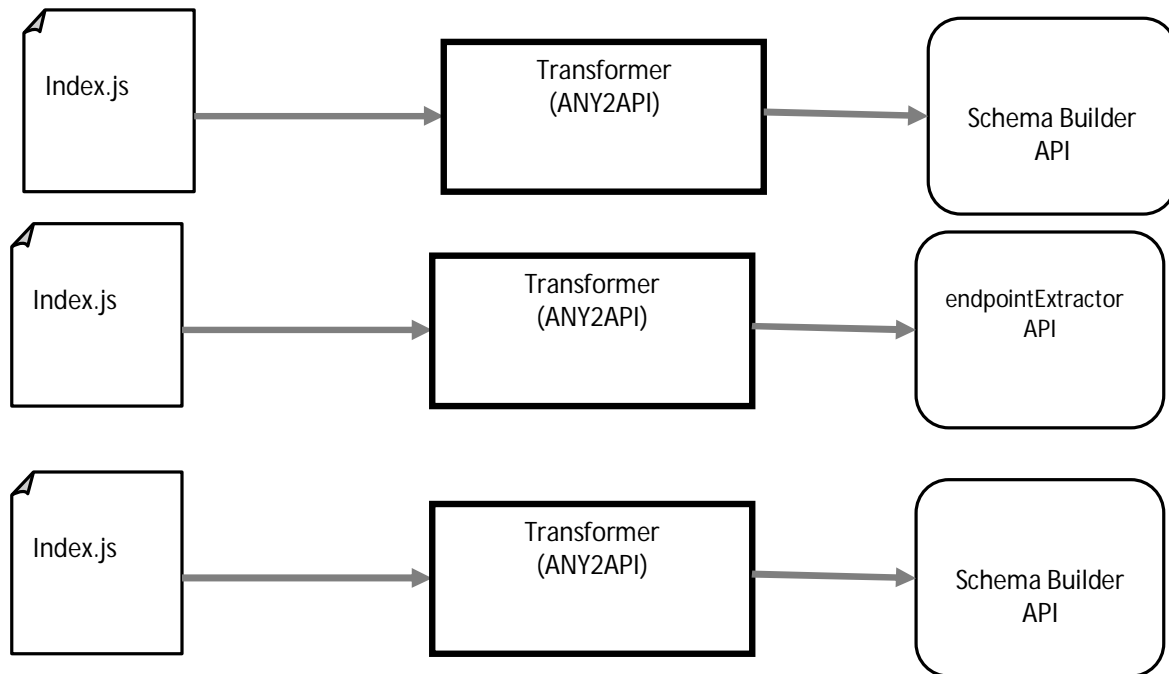 Index.js
Transformer
(ANY2API)
Schema Builder
API
Index.js
Transformer
(ANY2API)
endpointExtractor
API
Index.js
Transformer
(ANY2API)
Schema Builder
API